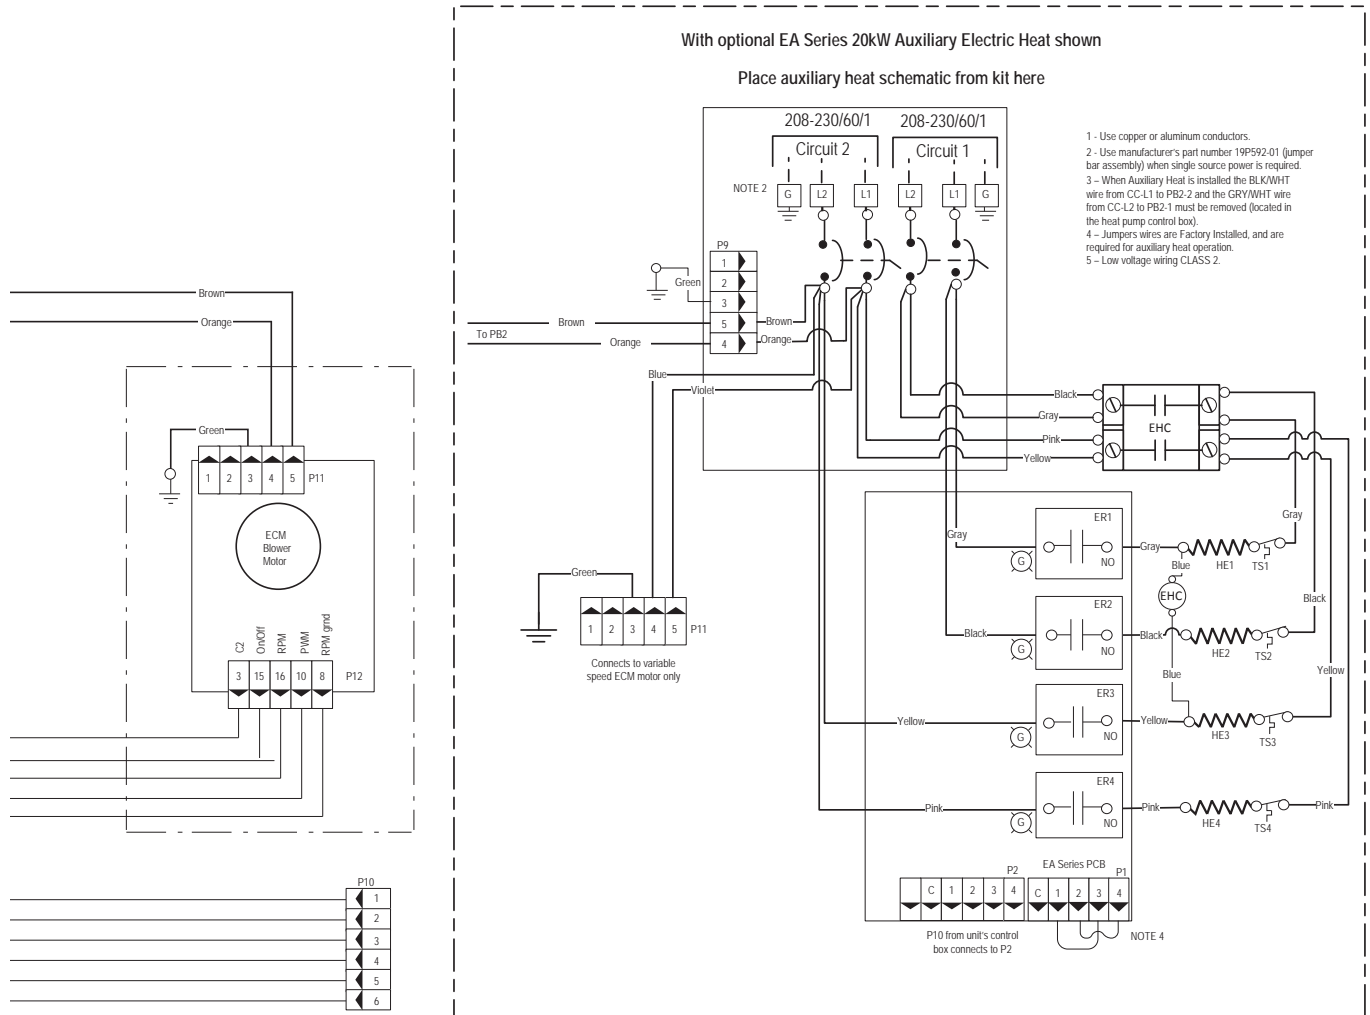 With optional EA Series 20kW Auxiliary Electric Heat shown
Place auxiliary heat schematic from kit here
208-230/60/1
208-230/60/1
Circuit 2
Circuit 1
NOTE 2
G
L2
L1
L2
L1
G
1 - Use copper or aluminum conductors.
2 - Use manufacturer's part number 19P592-01 (jumper
bar assembly) when single source power is required.
3 – When Auxiliary Heat is installed the BLK/WHT
wire from CC-L1 to PB2-2 and the GRY/WHT wire
from CC-L2 to PB2-1 must be removed (located in
the heat pump control box).
4 – Jumpers wires are Factory Installed, and are
required for auxiliary heat operation.
5 – Low voltage wiring CLASS 2.
P9
1
2
3
5
4
Green
Brown
Orange
To PB2
Brown
Orange
Brown
Orange
Blue
Violet
Black
Gray
Pink
Yellow
EHC
Green
1
2
3
4
5
P11
ECM
Blower
Motor
C2
On/Off
RPM
PWM
RPM grnd
3
15
16
10
8
P12
Green
1
2
3
4
5
P11
Connects to variable
speed ECM motor only
Gray
ER1
G
NO
Gray
Blue
HE1
TS1
Gray
EHC
Black
ER2
Black
G
NO
Black
HE2
TS2
Blue
Yellow
ER3
Yellow
G
NO
Yellow
HE3
TS3
ER4
Pink
G
NO
Pink
HE4
TS4
Pink
EA Series PCB
P2
P1
C
1
2
3
4
C
1
2
3
4
P10 from unit's control
box connects to P2
NOTE 4
P10
1
2
3
4
5
6